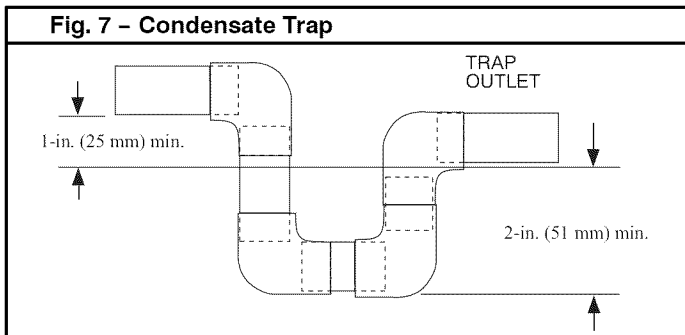 Fig. 7 – Condensate Trap
TRAP
OUTLET
1-in. (25 mm) min.
2-in. (51 mm) min.